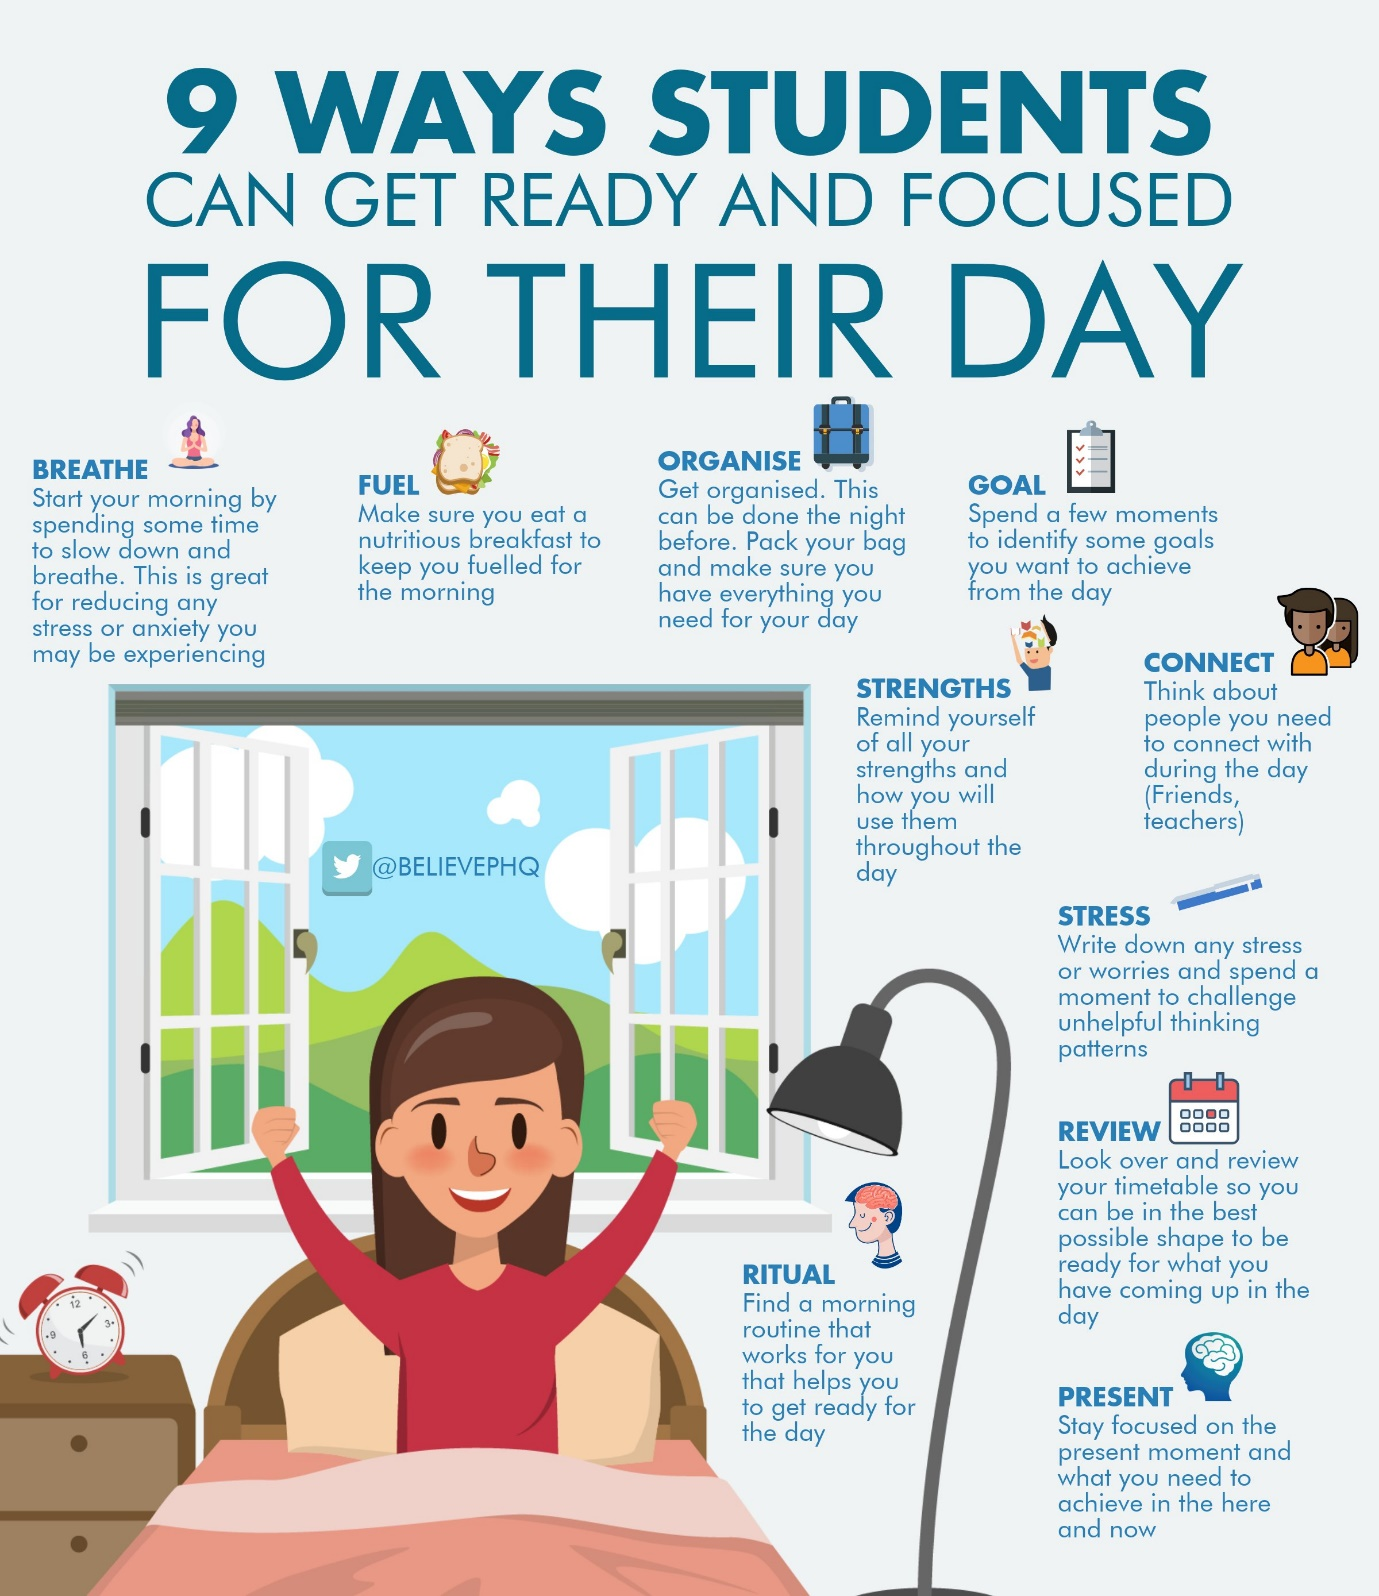 9 WAYS STUDENTS
CAN GET READY AND FOCUSED
FOR THEIR DAY
BREATHE
Start your morning by
spending some time
to slow down and
breathe. This is great
for reducing any
stress or anxiety you
may be experiencing
FUEL
Make sure you eat a
nutritious breakfast to
keep you fuelled for
the morning
ORGANISE
Get organised. This
can be done the night
before. Pack your bag
and make sure you
have everything you
need for your day
GOAL
Spend a few moments
to identify some goals
you want to achieve
from the day
STRENGTHS
Remind yourself
of all your
strengths and
how you will
use them
throughout the
day
CONNECT
Think about
people you need
to connect with
during the day
(Friends,
teachers)
@BELIEVEPHQ
STRESS
Write down any stress
or worries and spend a
moment to challenge
unhelpful thinking
patterns
REVIEW
Look over and review
your timetable so you
can be in the best
possible shape to be
ready for what you
have coming up in the
day
RITUAL
Find a morning
routine that
works for you
that helps you
to get ready for
the day
PRESENT
Stay focused on the
present moment and
what you need to
achieve in the here
and now
12
3
6
9